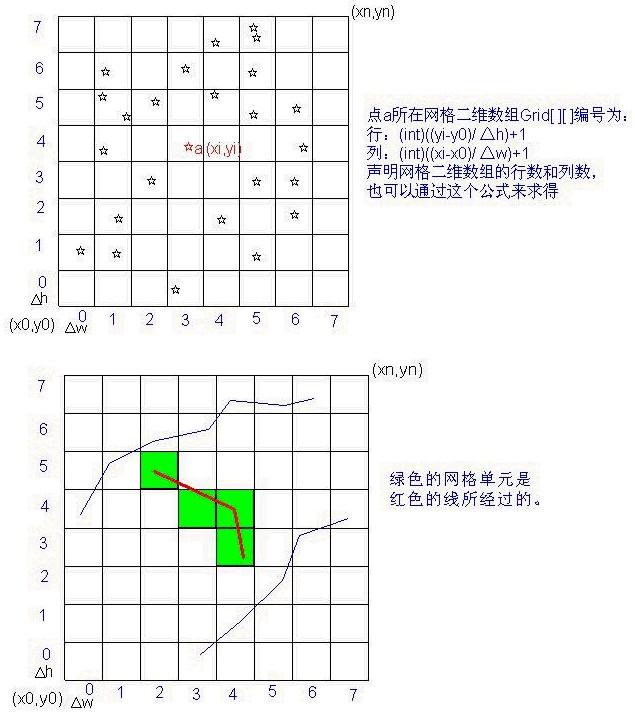 (xn,yn)
7
6
5
4
3
2
1
0
△h
(x0,y0) △w
0 1 2 3 4 5 6 7
a(xi,yi)
点a所在网格二维数组Grid[ ][ ]编号为：
行：(int)((yi-y0)/ △h)+1
列：(int)((xi-x0)/ △w)+1
声明网格二维数组的行数和列数，
也可以通过这个公式来求得
(xn,yn)
7
6
5
4
3
2
1
0
△h
(x0,y0) △w
0 1 2 3 4 5 6 7
绿色的网格单元是
红色的线所经过的。